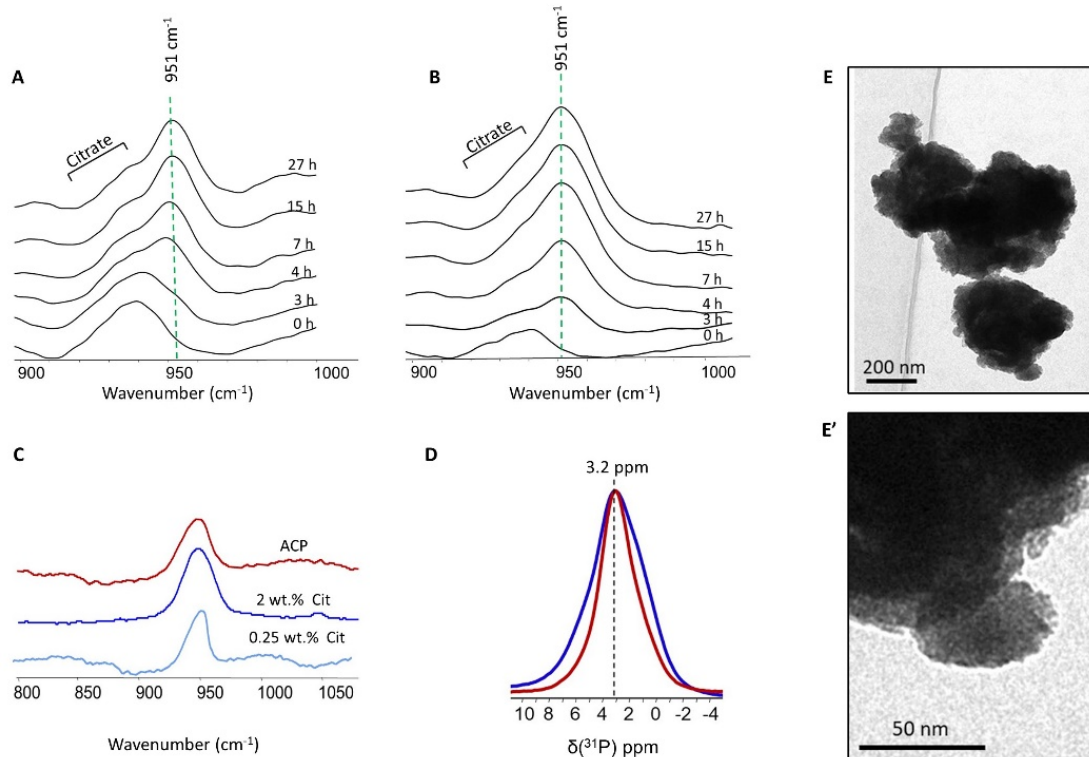 A
951 cm⁻¹
Citrate
27 h
15 h
7 h
4 h
3 h
0 h
900 950 1000
Wavenumber (cm⁻¹)
B
951 cm⁻¹
Citrate
27 h
15 h
7 h
4 h
3 h
0 h
900 950 1000
Wavenumber (cm⁻¹)
E
200 nm
C
ACP
2 wt.% Cit
0.25 wt.% Cit
800 850 900 950 1000 1050
Wavenumber (cm⁻¹)
D
3.2 ppm
10 8 6 4 2 0 -2 -4
δ(³¹P) ppm
E’
50 nm